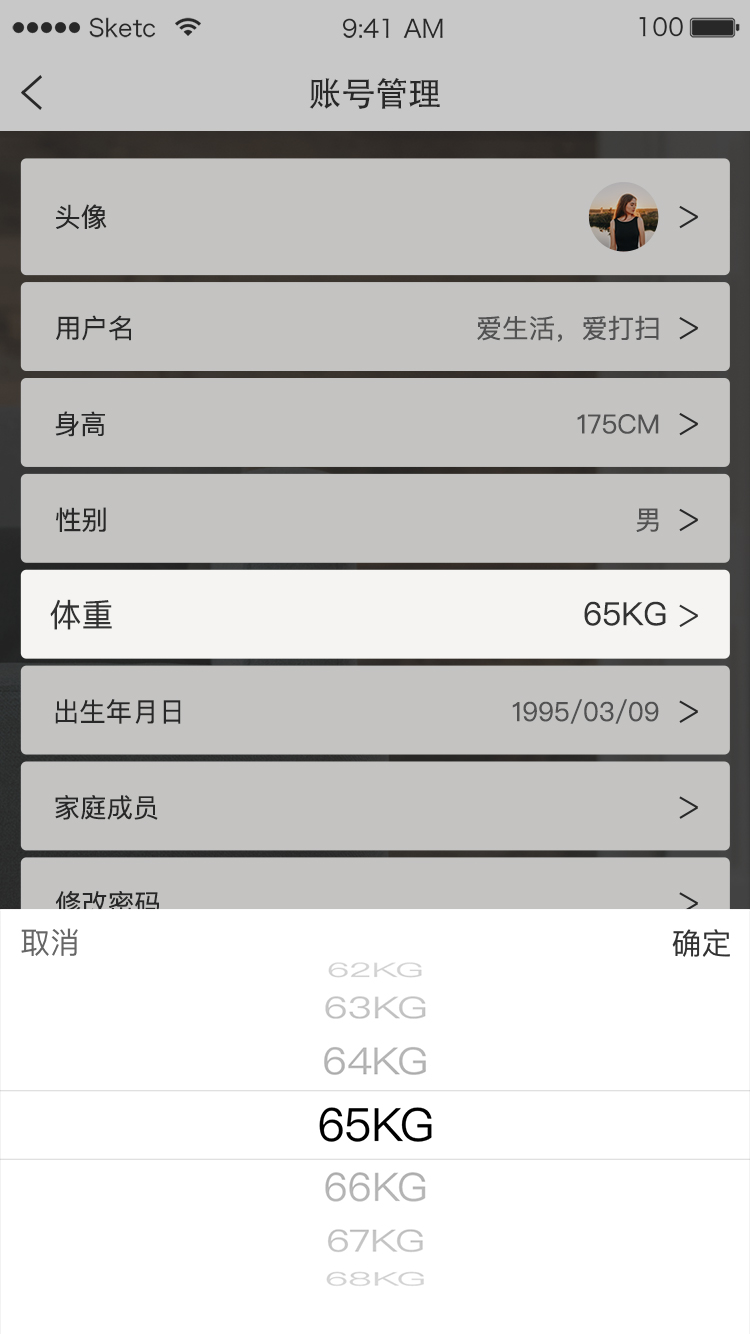 Sketc 9:41 AM 100
账号管理
头像
用户名 爱生活，爱打扫
身高 175CM
性别 男
体重 65KG
出生年月日 1995/03/09
家庭成员
修改密码
取消 确定
62KG
63KG
64KG
65KG
66KG
67KG
68KG